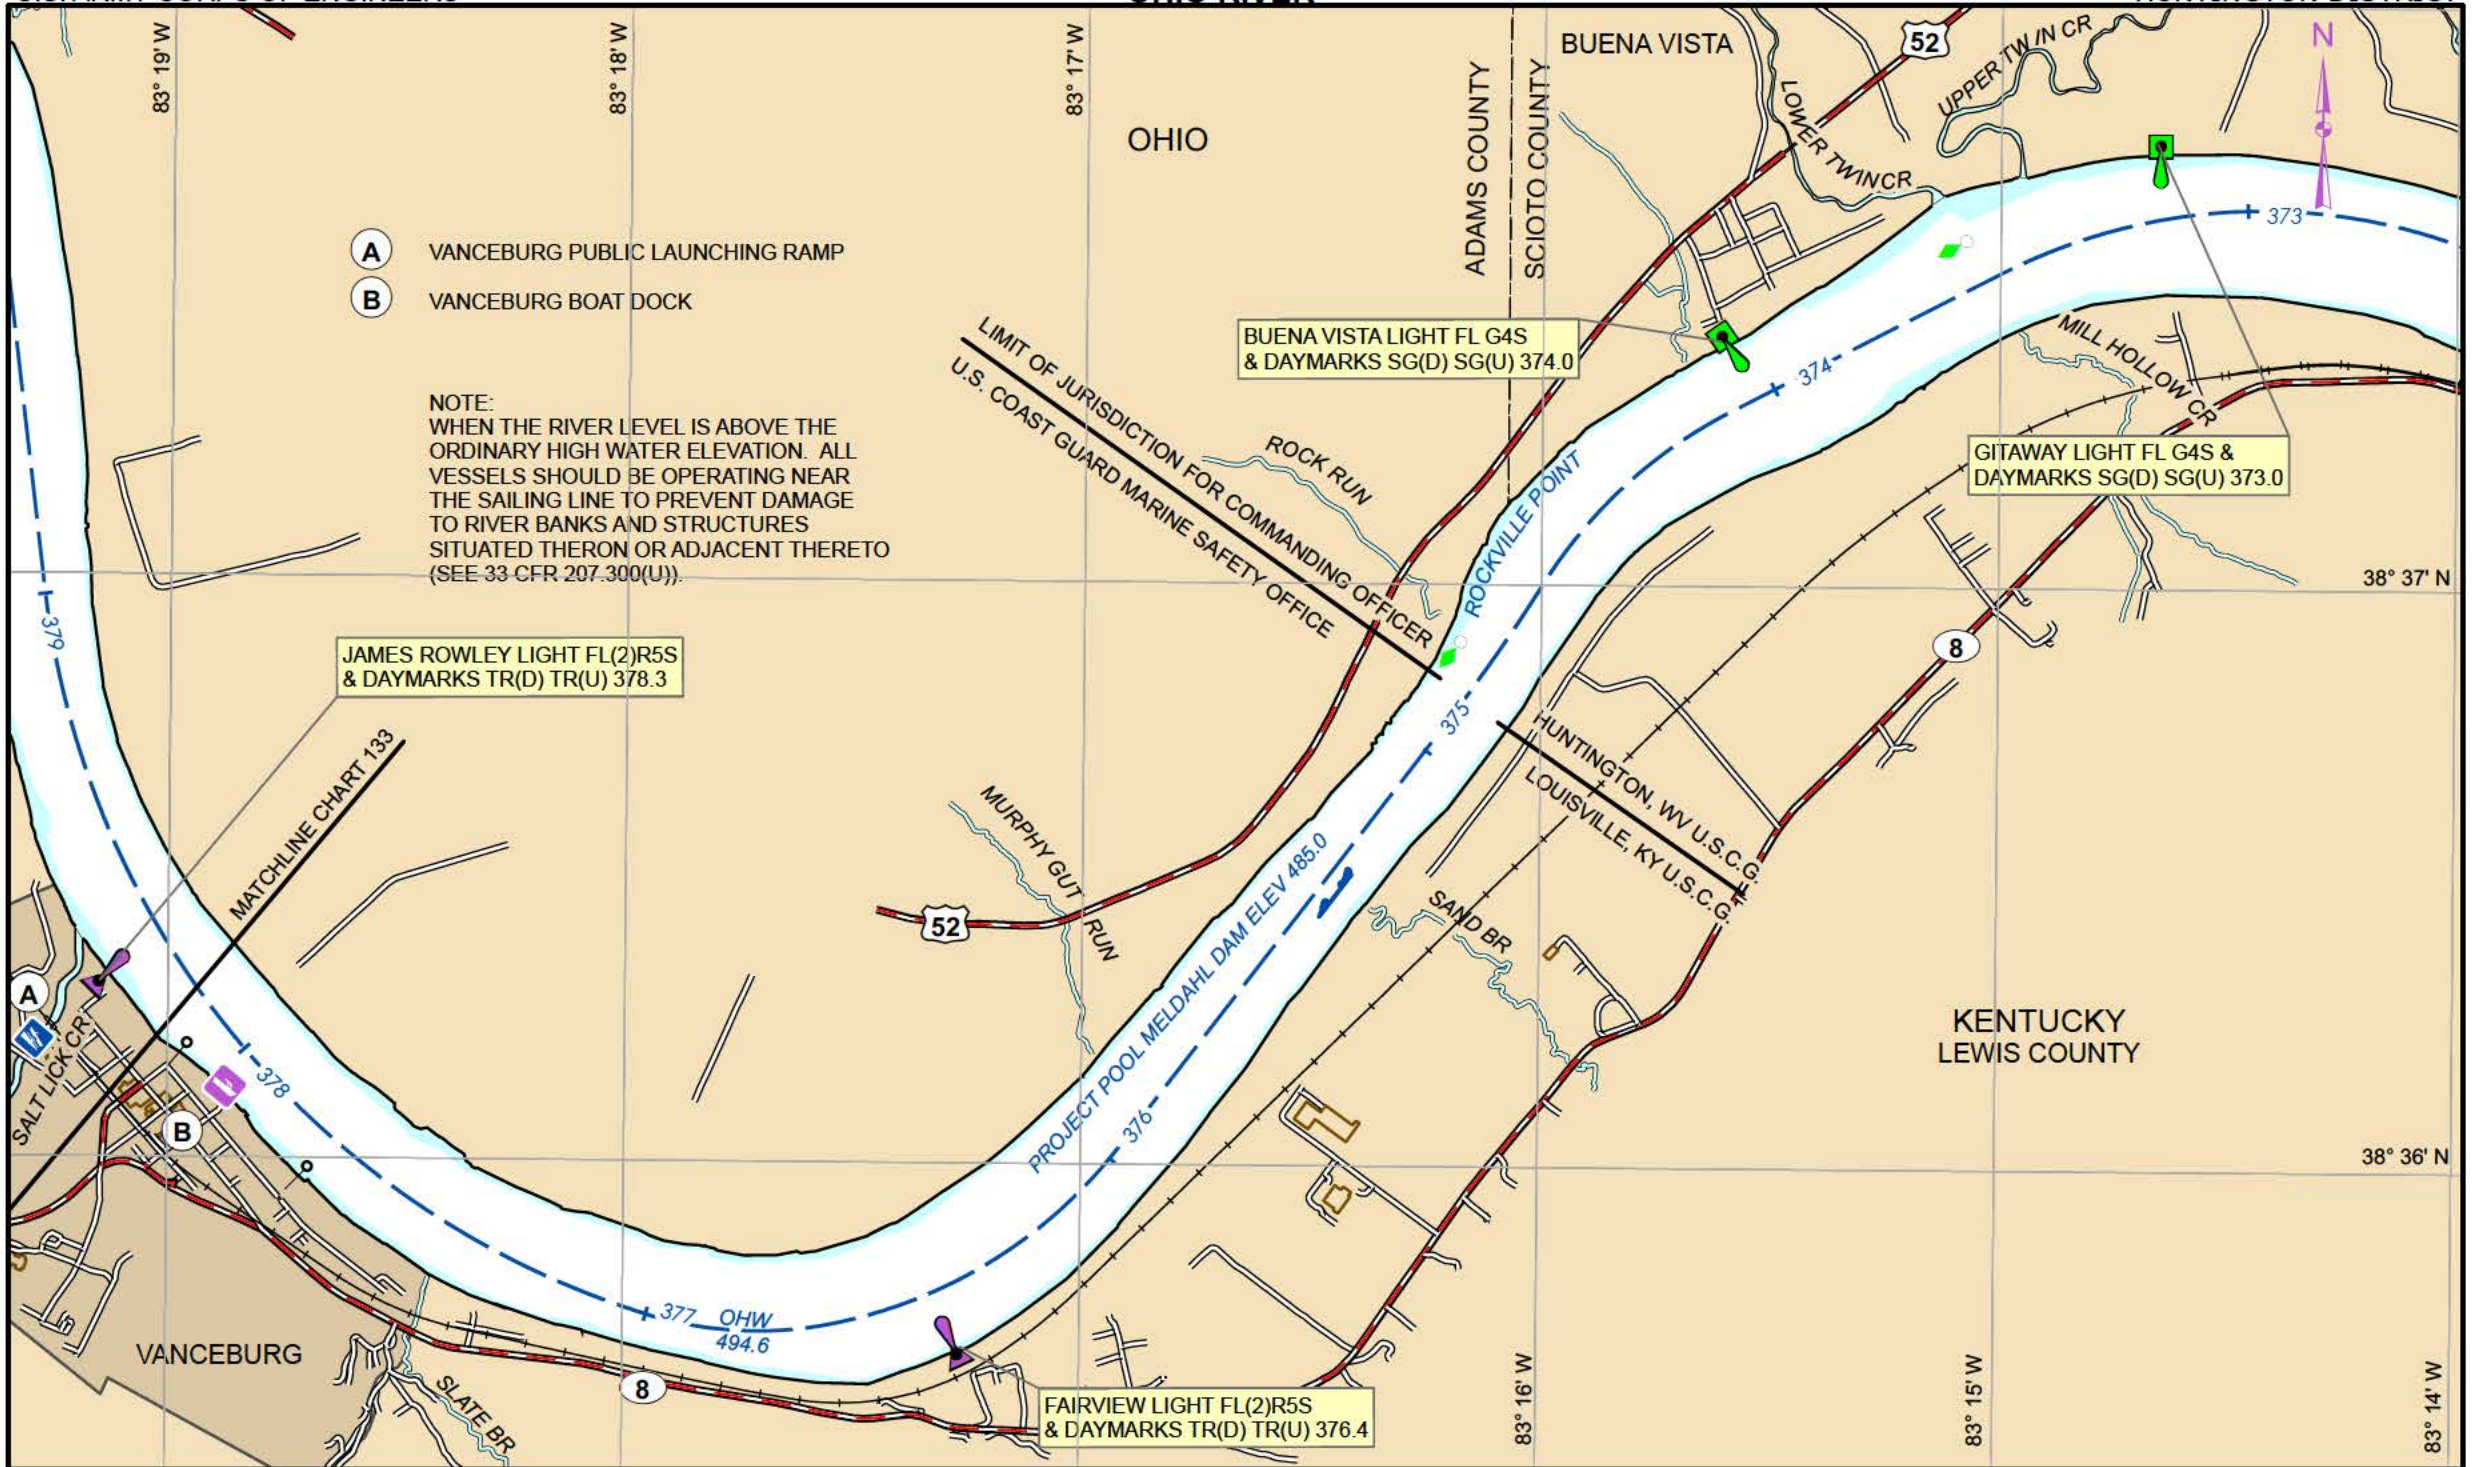 U.S. ARMY CORPS OF ENGINEERS
OHIO RIVER
HUNTINGTON DISTRICT
83° 19' W
83° 18' W
83° 17' W
BUENA VISTA
52
UPPER TWIN CR
N
LOWER TWIN CR
OHIO
ADAMS COUNTY
SCIOTO COUNTY
373
A VANCEBURG PUBLIC LAUNCHING RAMP
B VANCEBURG BOAT DOCK
BUENA VISTA LIGHT FL G4S
& DAYMARKS SG(D) SG(U) 374.0
374
MILL HOLLOW CR
LIMIT OF JURISDICTION FOR COMMANDING OFFICER
U.S. COAST GUARD MARINE SAFETY OFFICE
NOTE:
WHEN THE RIVER LEVEL IS ABOVE THE
ORDINARY HIGH WATER ELEVATION. ALL
VESSELS SHOULD BE OPERATING NEAR
THE SAILING LINE TO PREVENT DAMAGE
TO RIVER BANKS AND STRUCTURES
SITUATED THERON OR ADJACENT THERETO
(SEE 33 CFR 207.300(U)).
ROCK RUN
ROCKVILLE POINT
GITAWAY LIGHT FL G4S &
DAYMARKS SG(D) SG(U) 373.0
38° 37' N
379
8
JAMES ROWLEY LIGHT FL(2)R5S
& DAYMARKS TR(D) TR(U) 378.3
375
HUNTINGTON, WV U.S.C.G.
LOUISVILLE, KY U.S.C.G.
MATCHLINE CHART 133
MURPHY GUT RUN
52
PROJECT POOL MELDAHL DAM ELEV 485.0
SAND BR
A
SALT LICK CR
378
B
376
KENTUCKY
LEWIS COUNTY
38° 36' N
377
OHW
494.6
VANCEBURG
8
SLATE BR
FAIRVIEW LIGHT FL(2)R5S
& DAYMARKS TR(D) TR(U) 376.4
83° 16' W
83° 15' W
83° 14' W